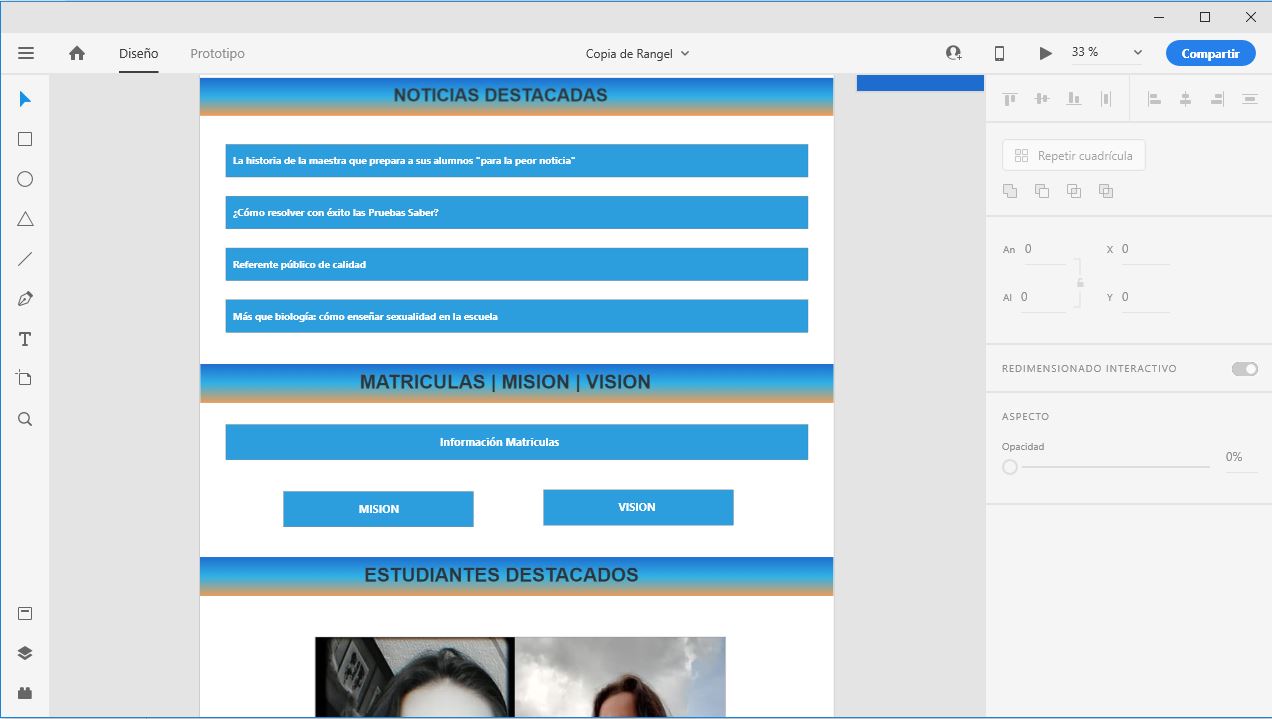 Diseño
Prototipo
Copia de Rangel
33 %
Compartir
NOTICIAS DESTACADAS
La historia de la maestra que prepara a sus alumnos "para la peor noticia"
¿Cómo resolver con éxito las Pruebas Saber?
Referente público de calidad
Más que biología: cómo enseñar sexualidad en la escuela
MATRICULAS | MISION | VISION
Información Matriculas
MISION
VISION
ESTUDIANTES DESTACADOS
Repetir cuadrícula
An 0
X 0
Al 0
Y 0
REDIMENSIONADO INTERACTIVO
ASPECTO
Opacidad
0%